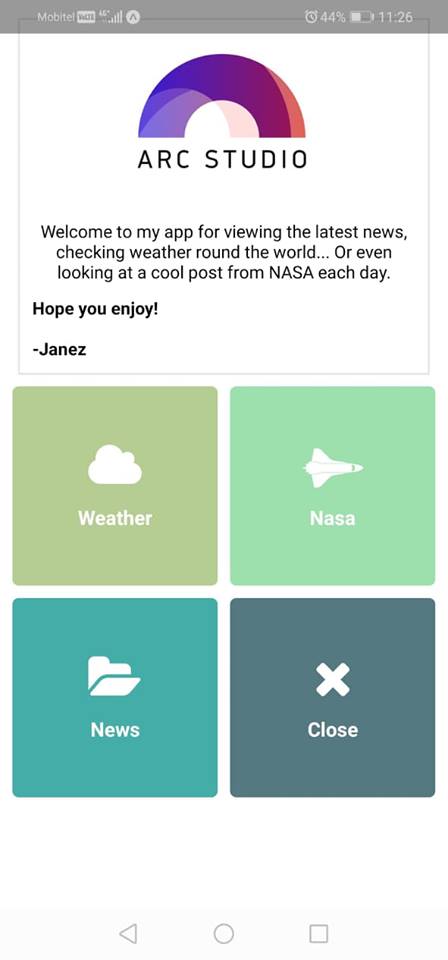 Mobitel VoLTE 4G+ 44% 11:26
ARC STUDIO
Welcome to my app for viewing the latest news,
checking weather round the world... Or even
looking at a cool post from NASA each day.
Hope you enjoy!
-Janez
Weather Nasa
News Close